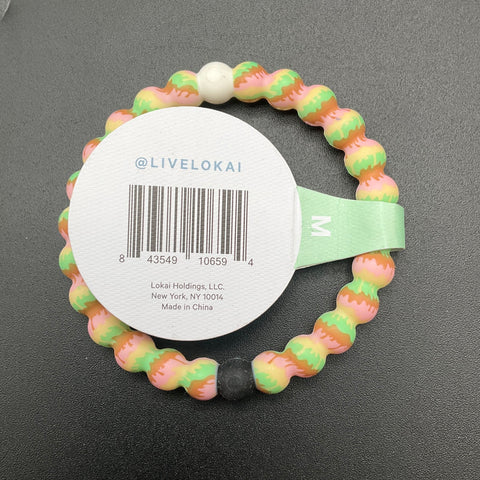 @LIVELOKAI
8 43549 10659 4
Lokai Holdings, LLC.
New York, NY 10014
Made in China
M